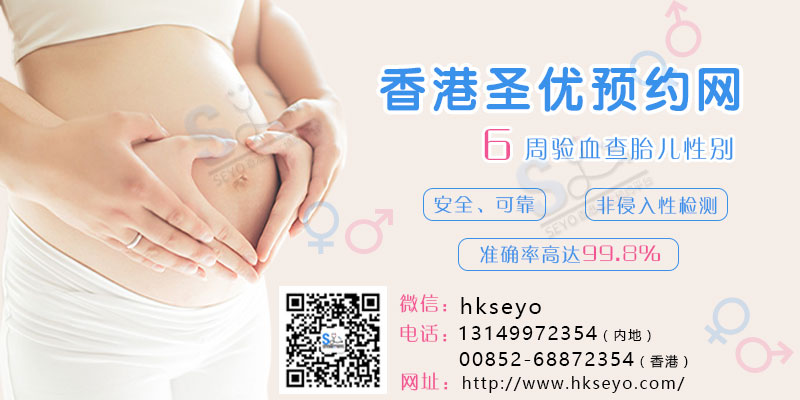 香港圣优预约网
6周验血查胎儿性别
安全、可靠
非侵入性检测
准确率高达99.8%
微信：hkseyo
电话：13149972354（内地）
00852-68872354（香港）
网址：http://www.hkseyo.com/